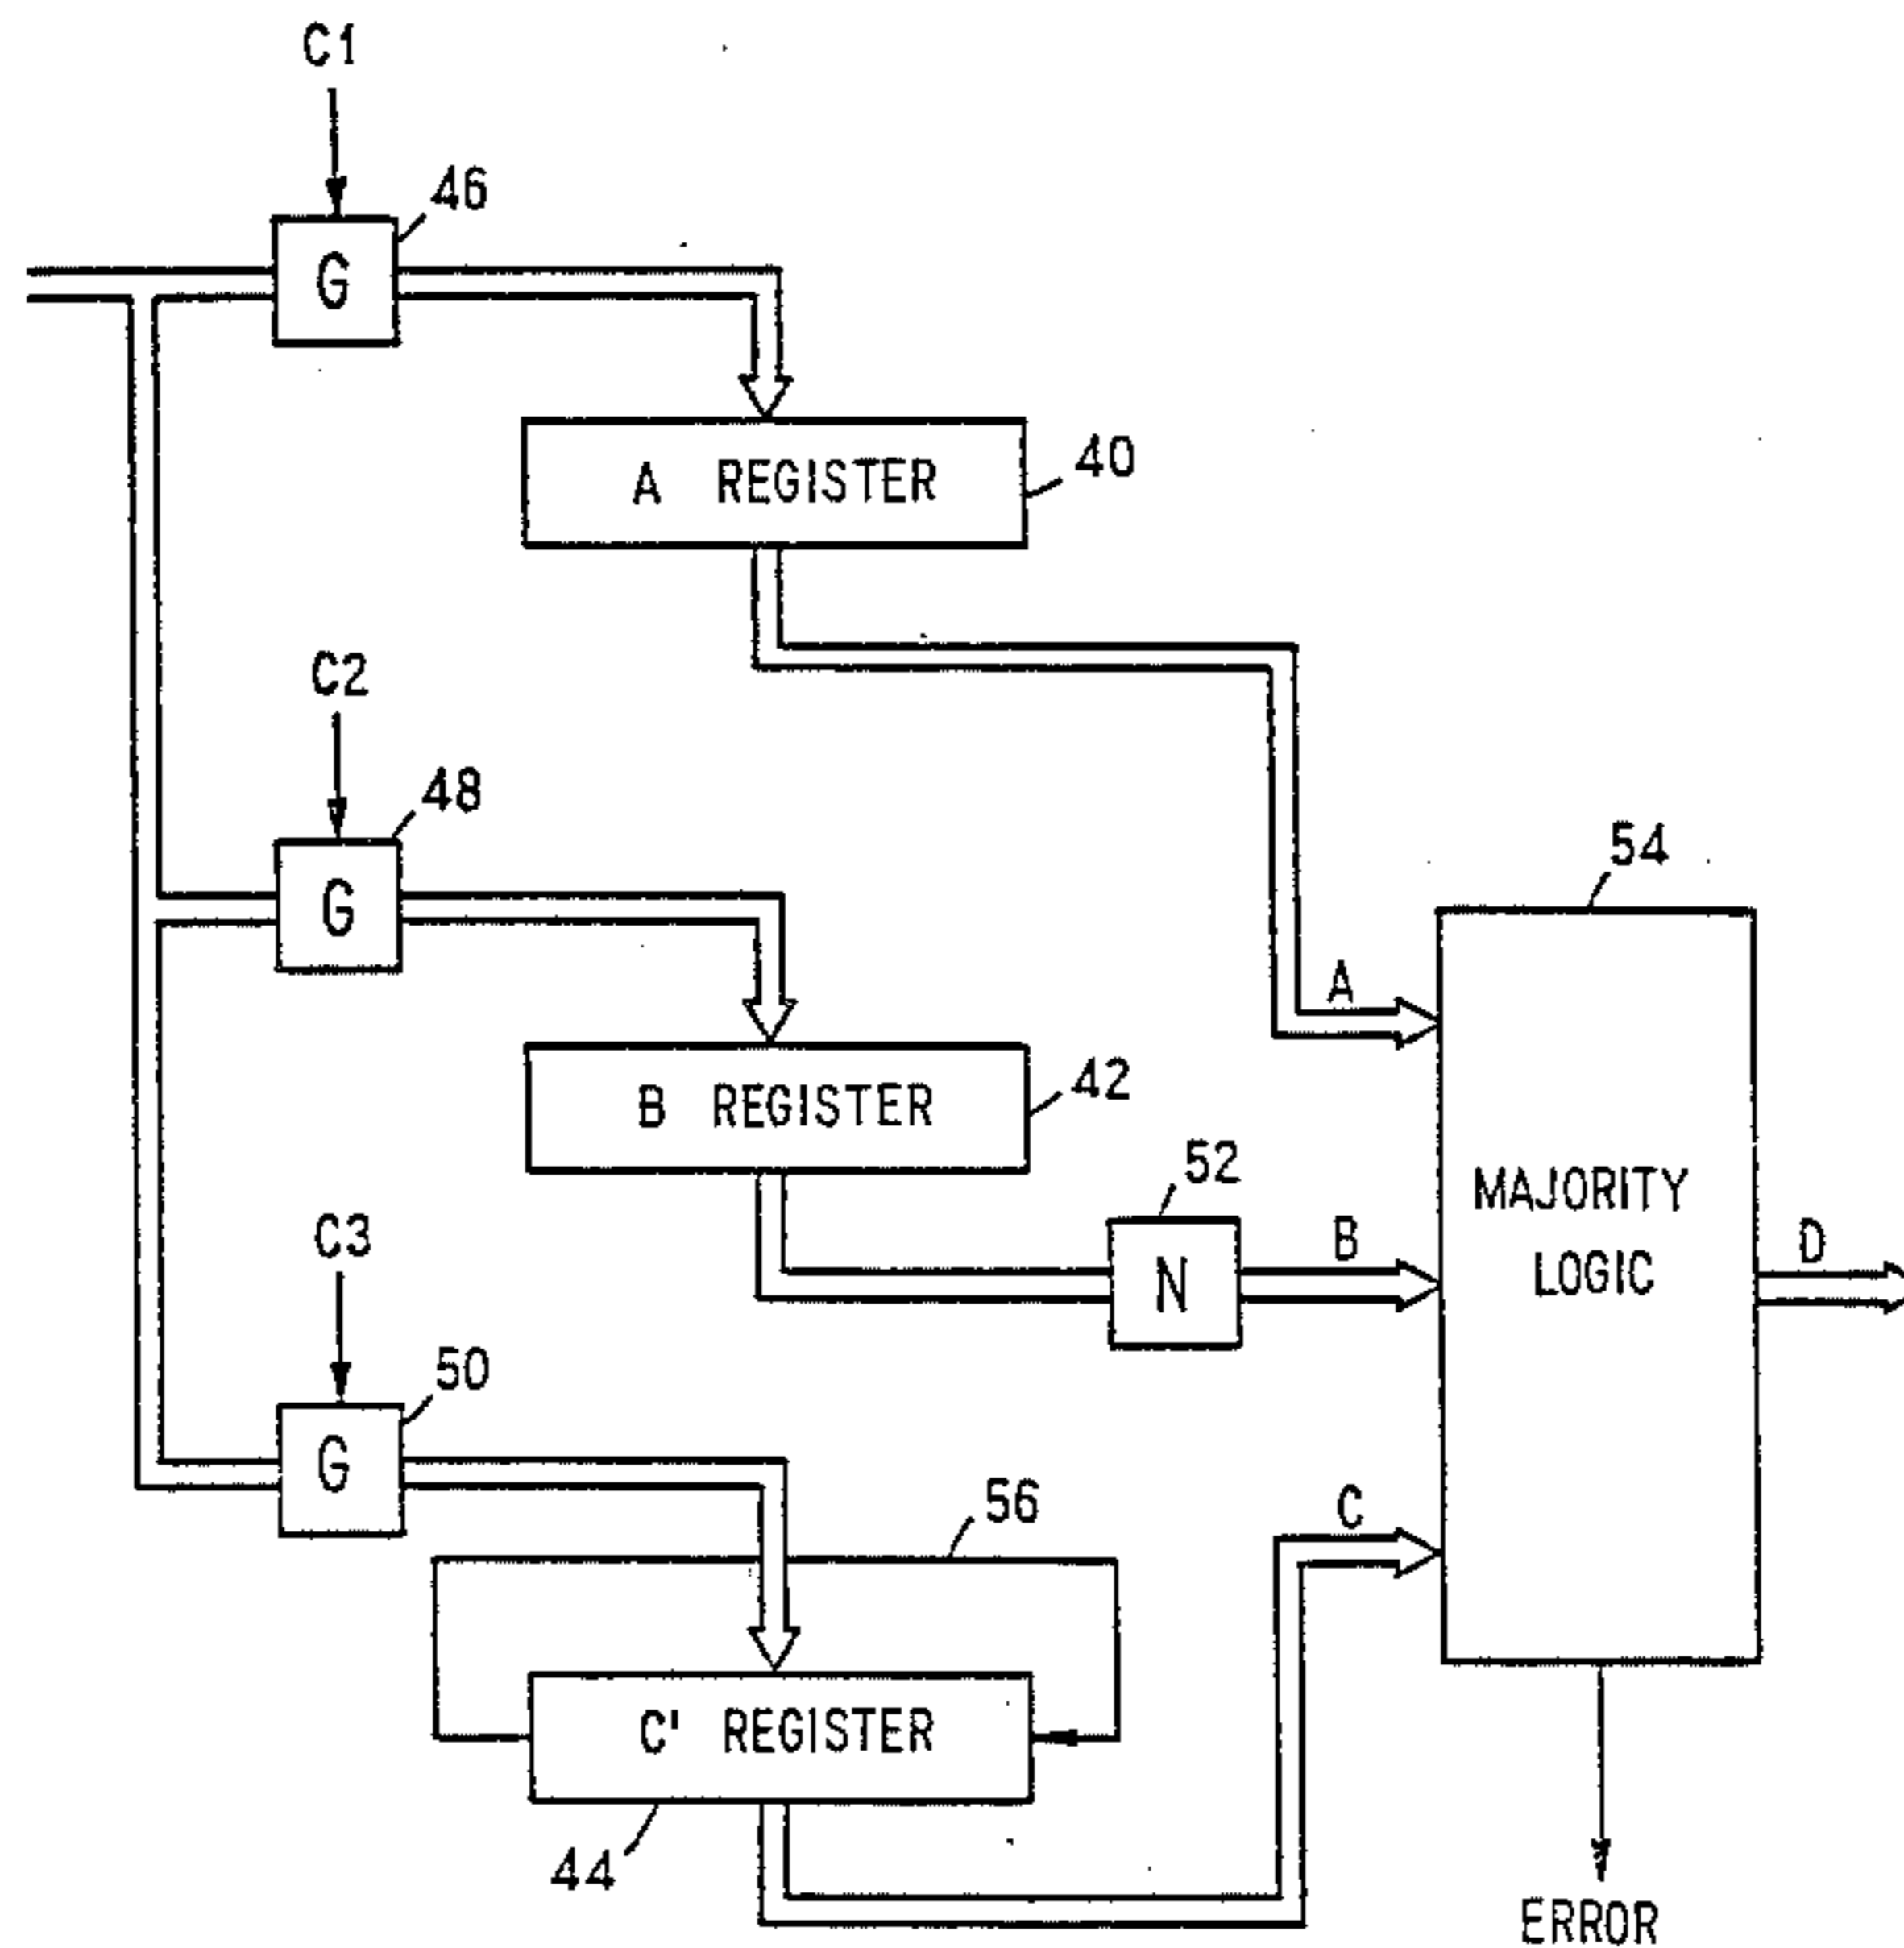 C1
46
G
A REGISTER
40
C2
48
G
54
A
B REGISTER
42
52
MAJORITY
LOGIC
C3
B
D
N
50
G
56
C
C' REGISTER
44
ERROR